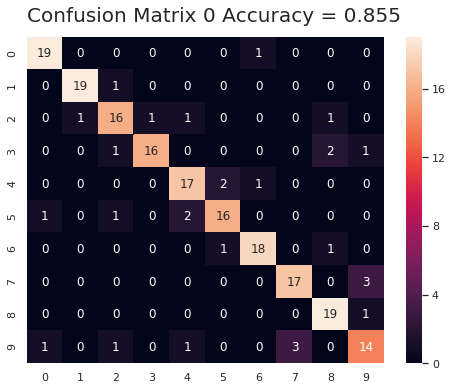 Confusion Matrix 0 Accuracy = 0.855
0 19 0 0 0 0 0 1 0 0 0
1 0 19 1 0 0 0 0 0 0 0
2 0 1 16 1 1 0 0 0 1 0
3 0 0 1 16 0 0 0 0 2 1
4 0 0 0 0 17 2 1 0 0 0
5 1 0 1 0 2 16 0 0 0 0
6 0 0 0 0 0 1 18 0 1 0
7 0 0 0 0 0 0 0 17 0 3
8 0 0 0 0 0 0 0 0 19 1
9 1 0 1 0 1 0 0 3 0 14
0 1 2 3 4 5 6 7 8 9
16
12
8
4
0